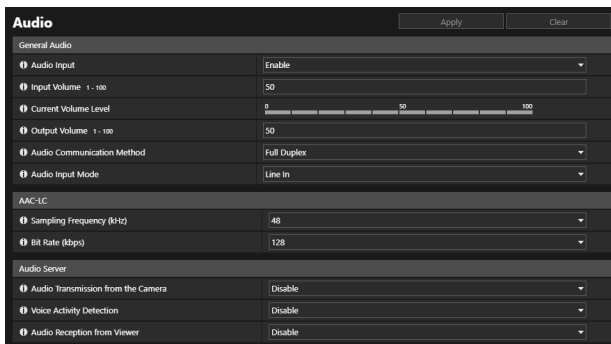 Audio
Apply Clear
General Audio
Audio Input Enable
Input Volume 1 - 100 50
Current Volume Level 0 50 100
Output Volume 1 - 100 50
Audio Communication Method Full Duplex
Audio Input Mode Line In
AAC-LC
Sampling Frequency (kHz) 48
Bit Rate (kbps) 128
Audio Server
Audio Transmission from the Camera Disable
Voice Activity Detection Disable
Audio Reception from Viewer Disable